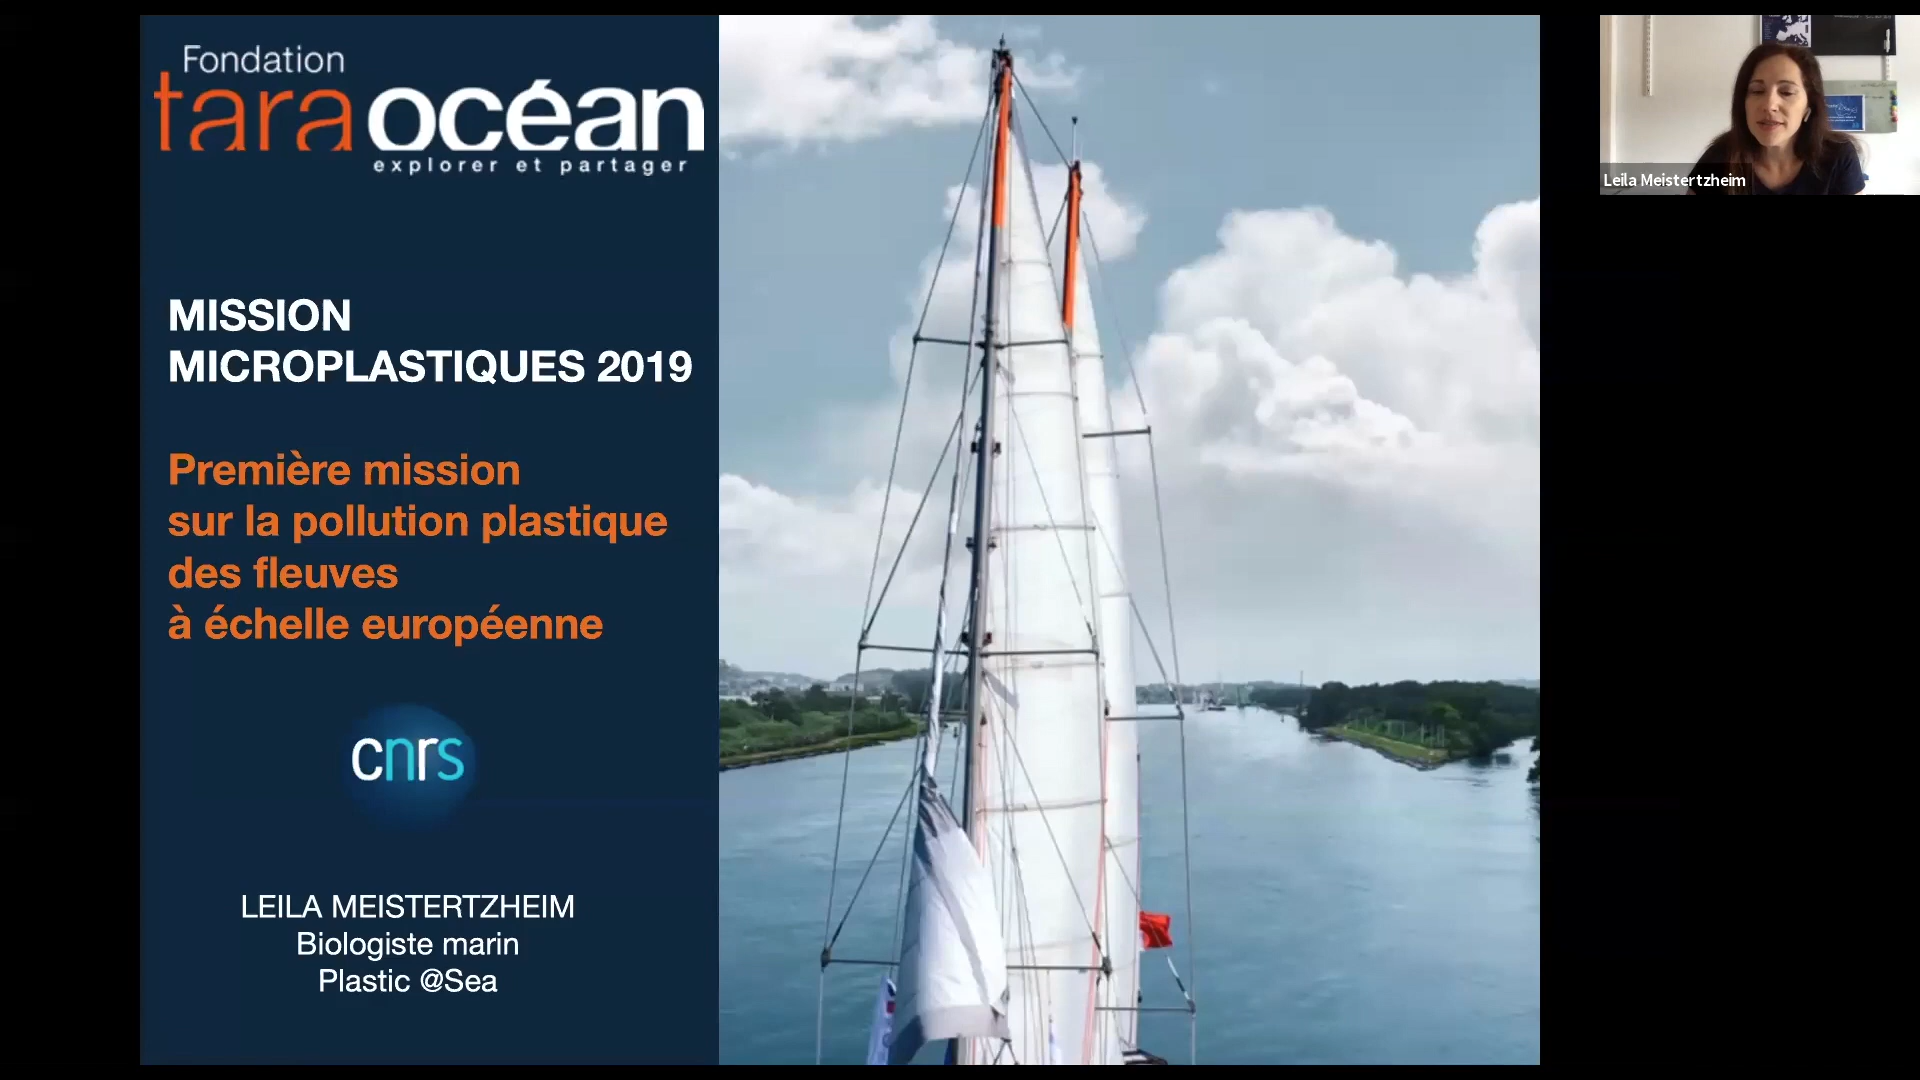 Fondation
tara océan
explorer et partager
MISSION
MICROPLASTIQUES 2019
Première mission
sur la pollution plastique
des fleuves
à échelle européenne
cnrs
LEILA MEISTERTZHEIM
Biologiste marin
Plastic @Sea
Leila Meistertzheim